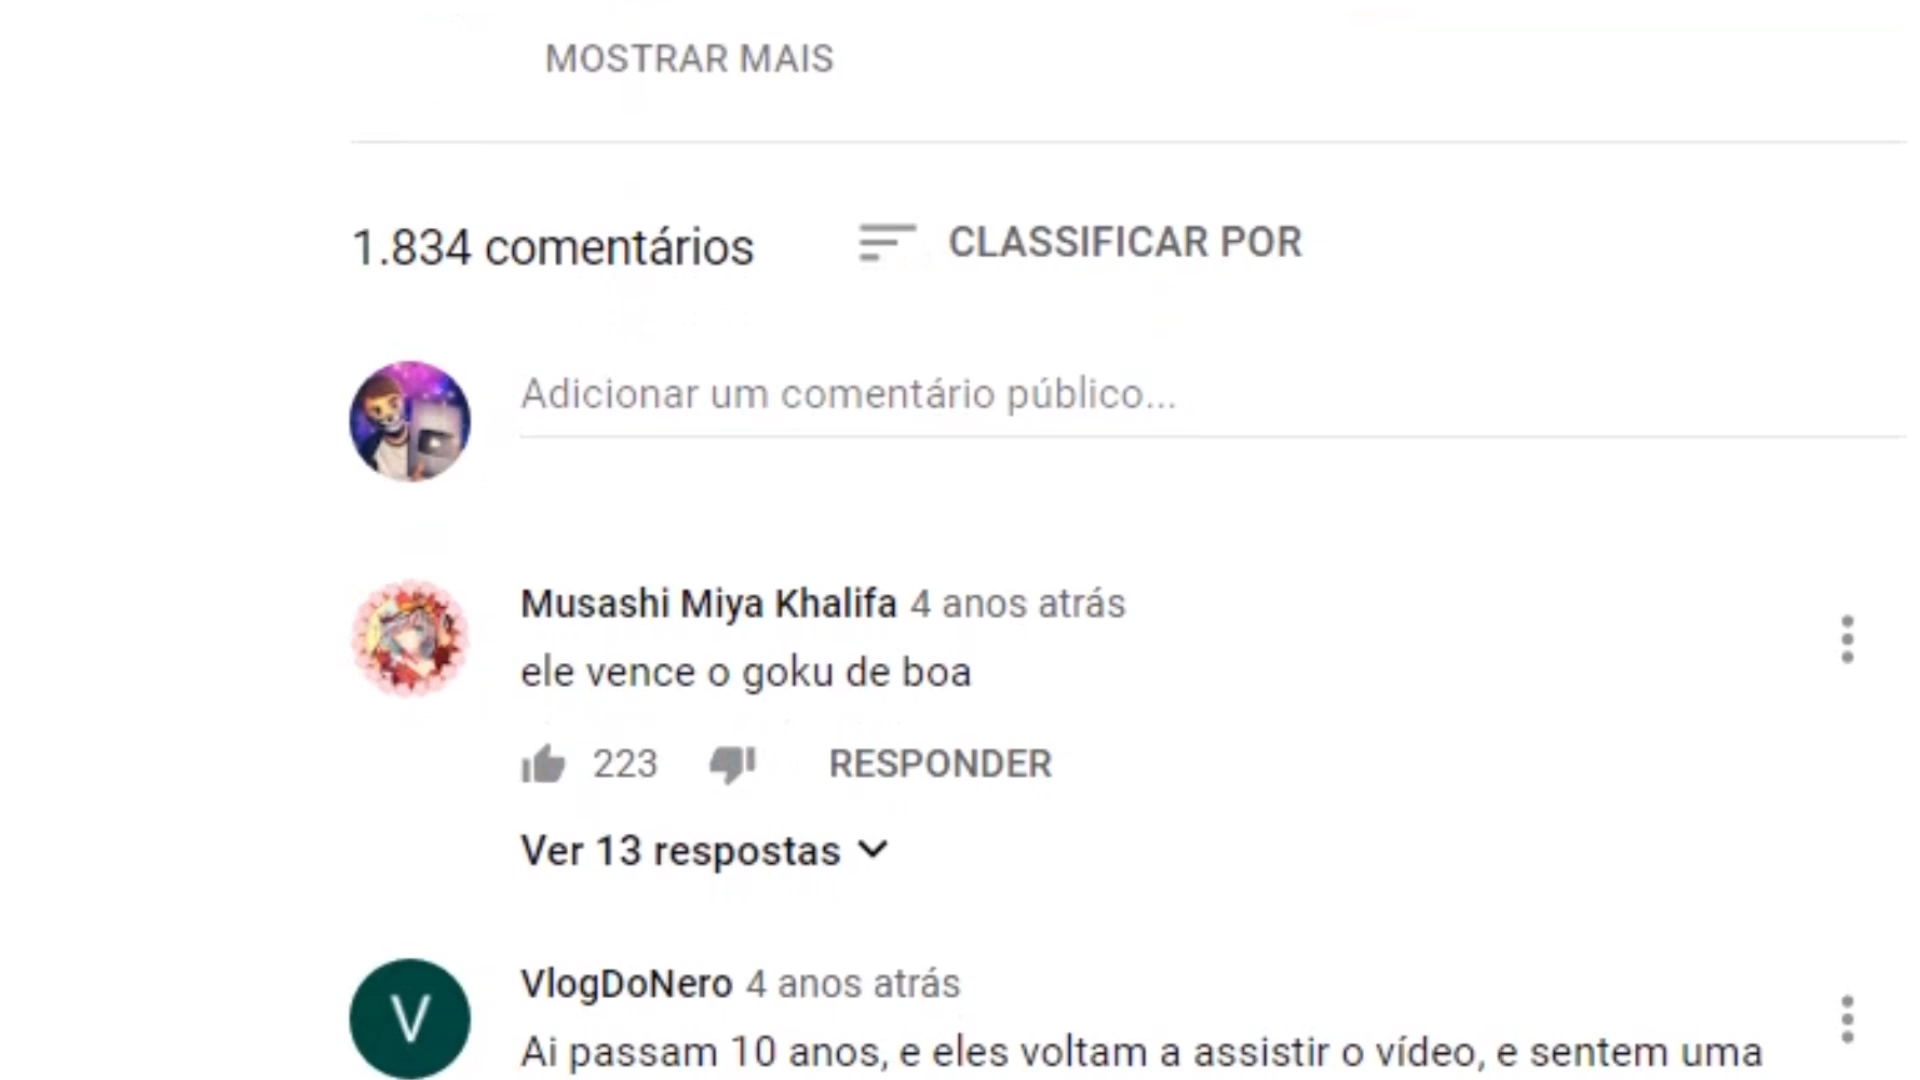 MOSTRAR MAIS
1.834 comentários
CLASSIFICAR POR
Adicionar um comentário público...
Musashi Miya Khalifa 4 anos atrás
ele vence o goku de boa
223 RESPONDER
Ver 13 respostas
V
VlogDoNero 4 anos atrás
Ai passam 10 anos, e eles voltam a assistir o vídeo, e sentem uma